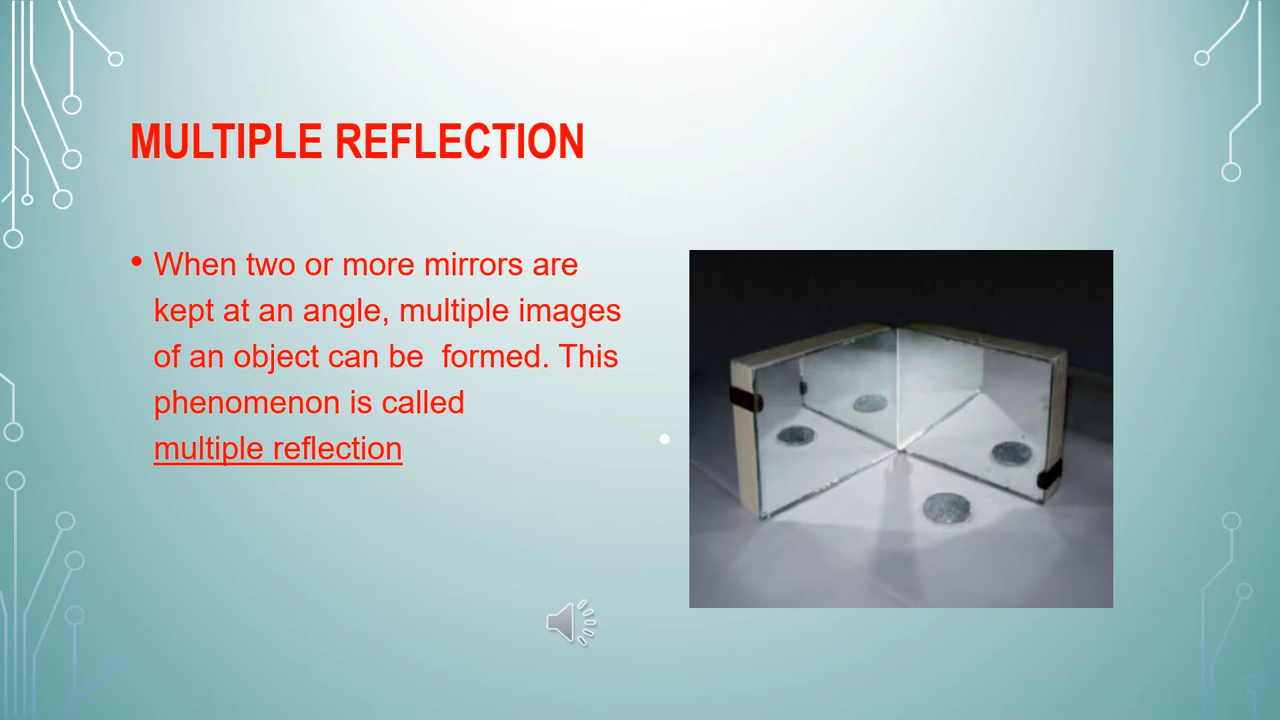 MULTIPLE REFLECTION
• When two or more mirrors are
kept at an angle, multiple images
of an object can be  formed. This
phenomenon is called
multiple reflection